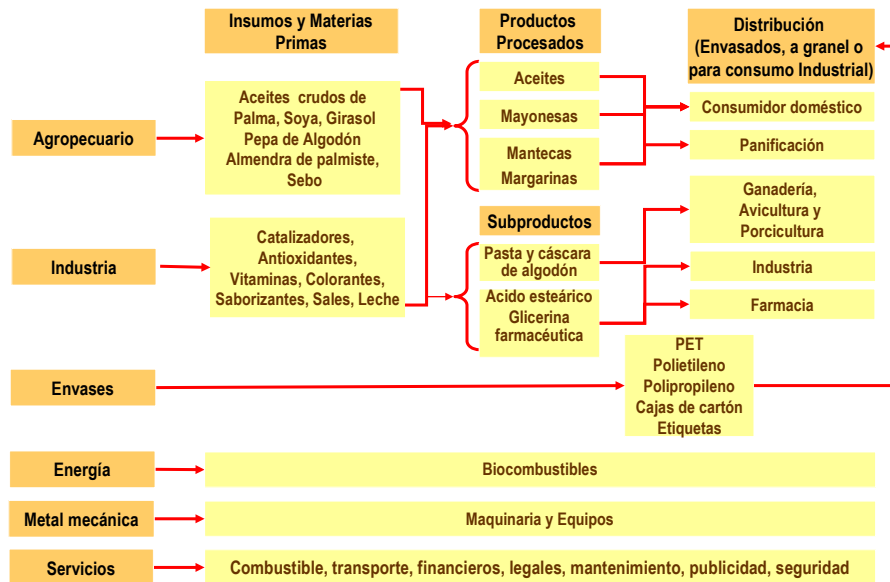 Insumos y Materias
Primas
Productos
Procesados
Distribución
(Envasados, a granel o
para consumo Industrial)
Agropecuario
Aceites crudos de
Palma, Soya, Girasol
Pepa de Algodón
Almendra de palmiste,
Sebo
Aceites
Mayonesas
Mantecas
Margarinas
Consumidor doméstico
Panificación
Industria
Catalizadores,
Antioxidantes,
Vitaminas, Colorantes,
Saborizantes, Sales, Leche
Subproductos
Pasta y cáscara
de algodón
Acido esteárico
Glicerina
farmacéutica
Ganadería,
Avicultura y
Porcicultura
Industria
Farmacia
Envases
PET
Polietileno
Polipropileno
Cajas de cartón
Etiquetas
Energía
Biocombustibles
Metal mecánica
Maquinaria y Equipos
Servicios
Combustible, transporte, financieros, legales, mantenimiento, publicidad, seguridad